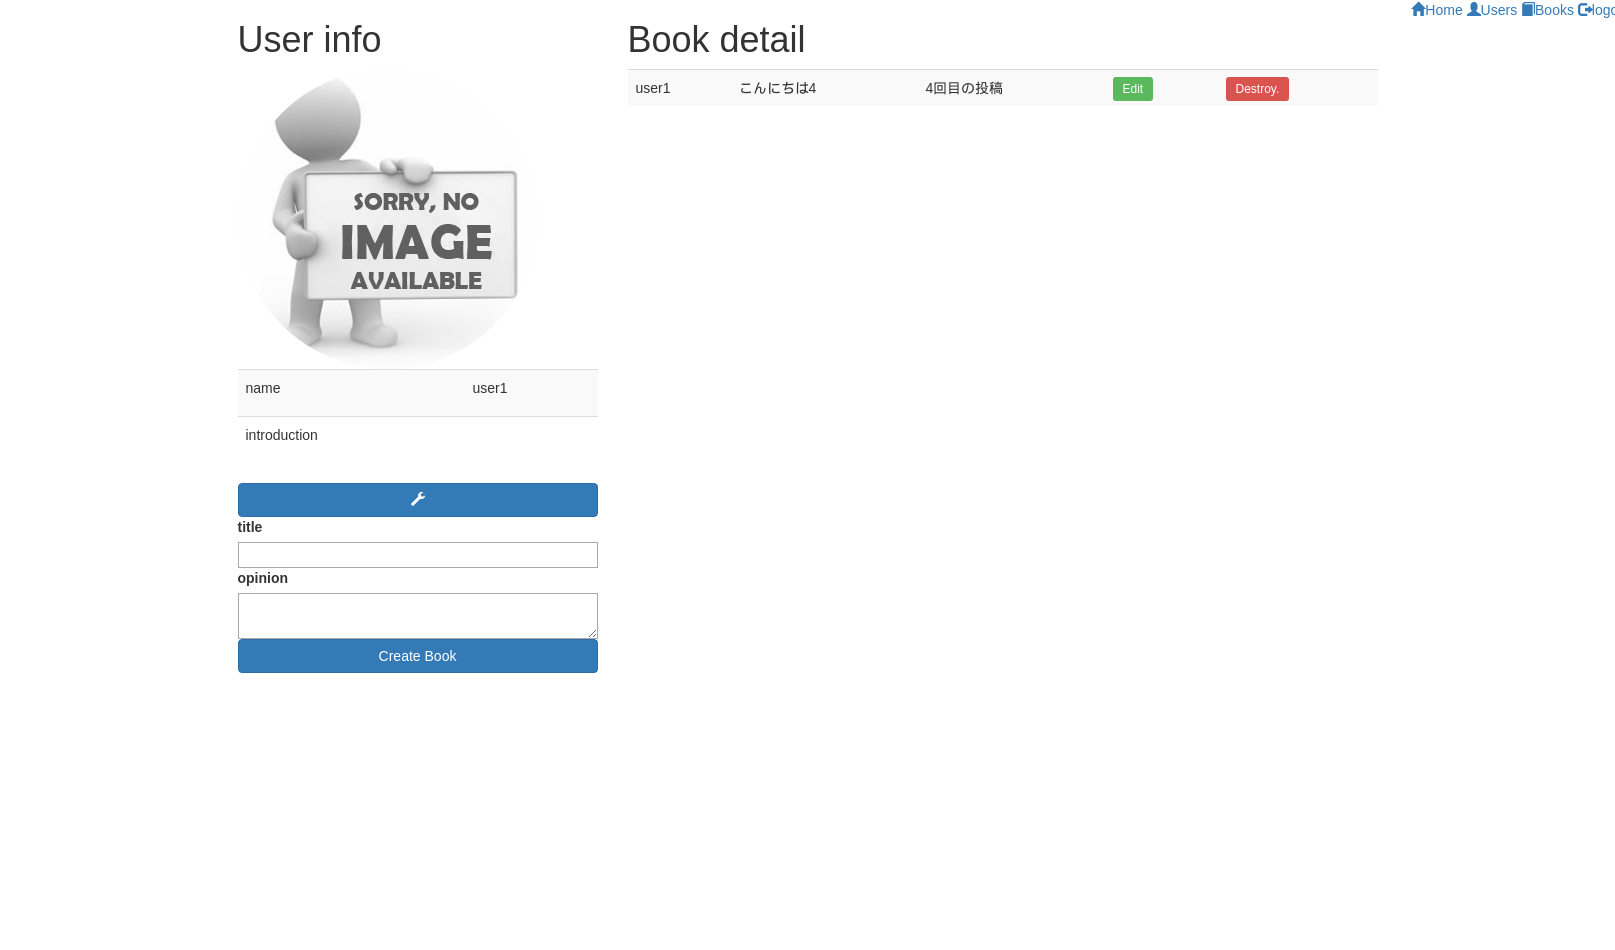 Home Users Books logo
User info
SORRY, NO
IMAGE
AVAILABLE
name user1
introduction
title
opinion
Create Book
Book detail
user1 こんにちは4 4回目の投稿 Edit Destroy.